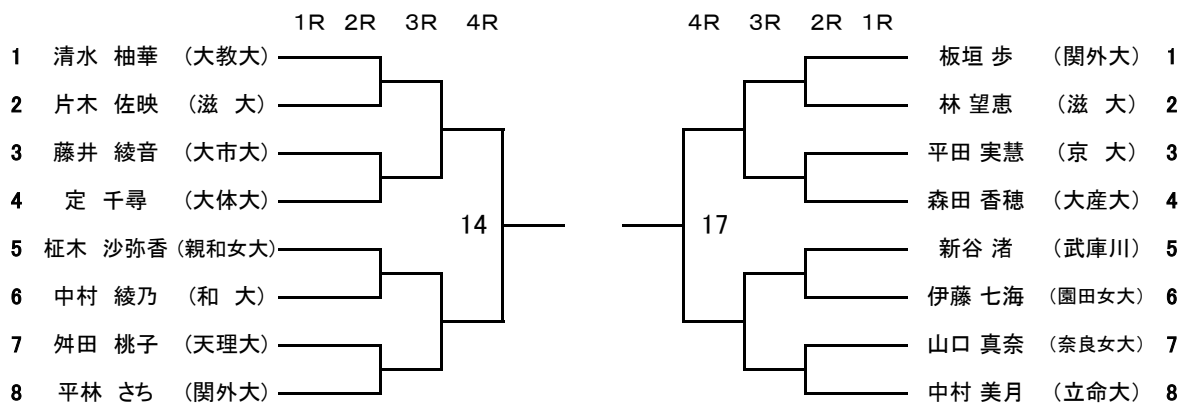 1R 2R 3R 4R 4R 3R 2R 1R
1 清水 柚華 (大教大) 板垣 歩 (関外大) 1
2 片木 佐映 (滋 大) 林 望恵 (滋 大) 2
3 藤井 綾音 (大市大) 平田 実慧 (京 大) 3
4 定 千尋 (大体大) 森田 香穂 (大産大) 4
14 17
5 柾木 沙弥香 (親和女大) 新谷 渚 (武庫川) 5
6 中村 綾乃 (和 大) 伊藤 七海 (園田女大) 6
7 舛田 桃子 (天理大) 山口 真奈 (奈良女大) 7
8 平林 さち (関外大) 中村 美月 (立命大) 8